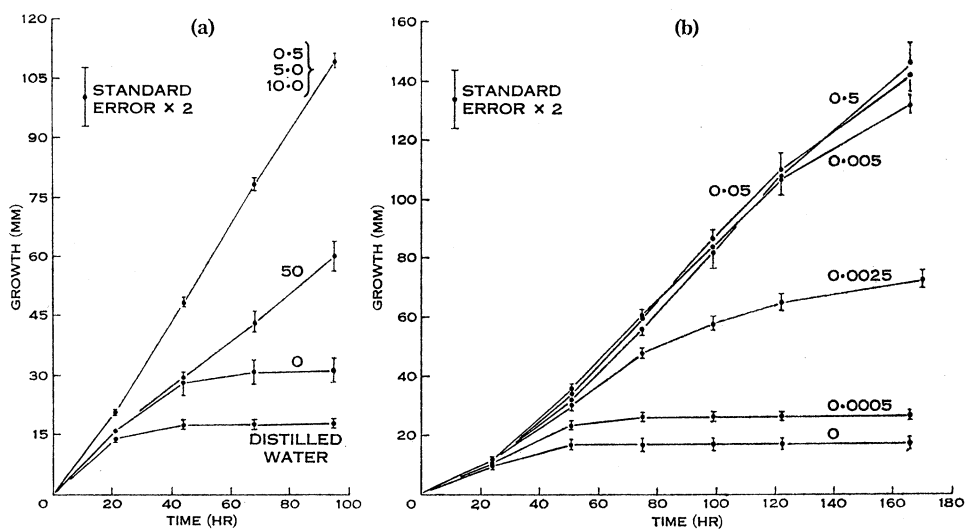 (a)
120
105
90
75
60
45
30
15
0
GROWTH (MM)
STANDARD
ERROR × 2
0·5
5·0
10·0
50
0
DISTILLED
WATER
0 20 40 60 80 100
TIME (HR)
(b)
160
140
120
100
80
60
40
20
0
GROWTH (MM)
STANDARD
ERROR × 2
0·5
0·005
0·05
0·0025
0·0005
0
20 40 60 80 100 120 140 160 180
TIME (HR)